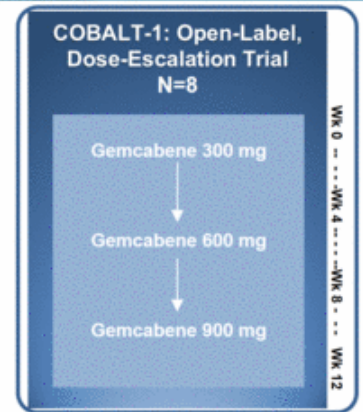 COBALT-1: Open-Label,
Dose-Escalation Trial
N=8
Gemcabene 300 mg
Gemcabene 600 mg
Gemcabene 900 mg
Wk 0 -- - - -Wk 4 -- - - --Wk 8 - - -  Wk 12